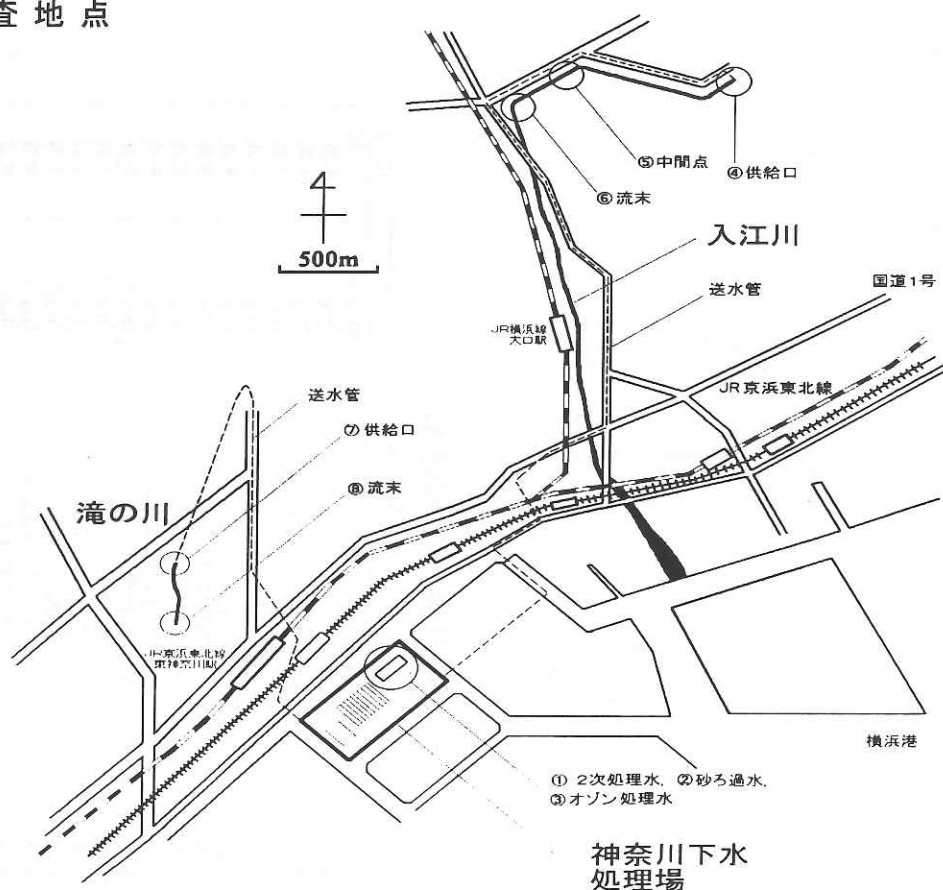 査地点
⑤中間点
④供給口
⑥流末
入江川
500m
送水管
国道1号
JR横浜線
大口駅
JR京浜東北線
送水管
⑦供給口
⑧流末
滝の川
JR京浜東北線
東神奈川駅
横浜港
① 2次処理水, ②砂ろ過水,
③オゾン処理水
神奈川下水
処理場